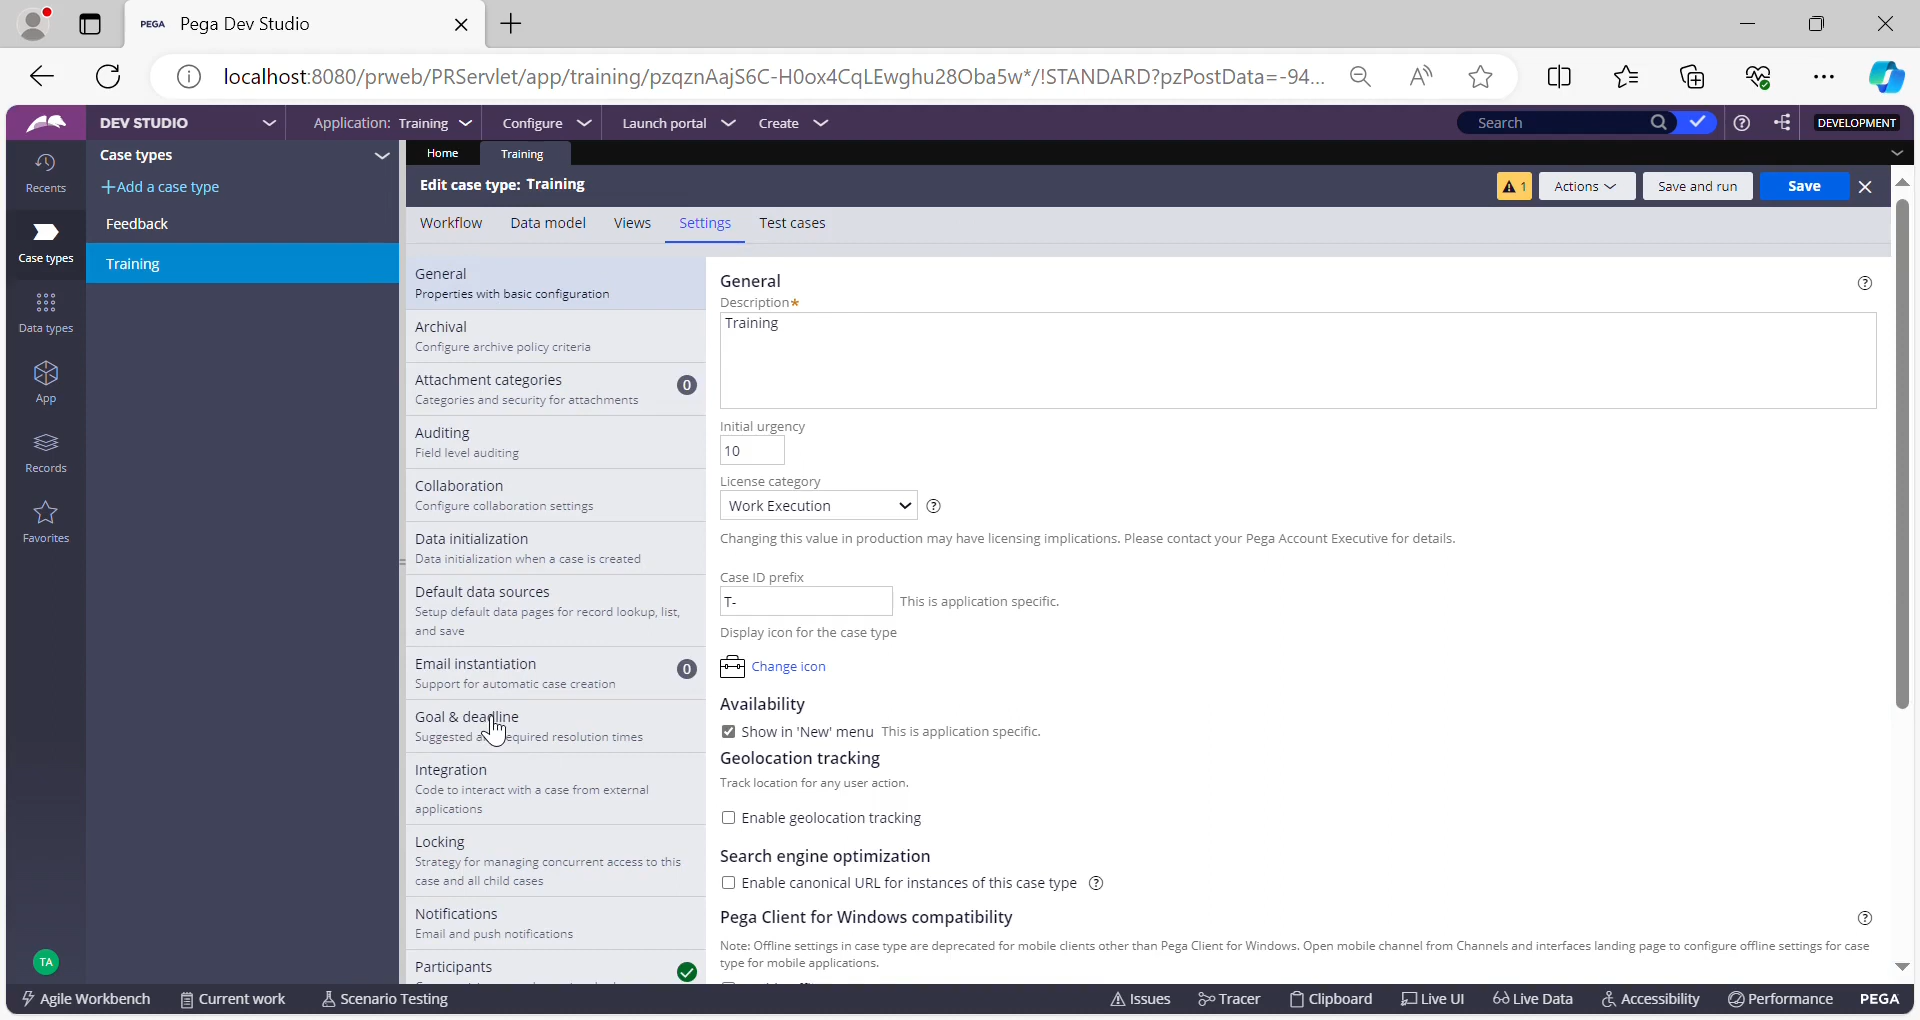 PEGA Pega Dev Studio
localhost:8080/prweb/PRServlet/app/training/pzqznAajS6C-H0ox4CqLEwghu28Oba5w*/!STANDARD?pzPostData=-94...
DEV STUDIO Application: Training Configure Launch portal Create Search DEVELOPMENT
Recents
Case types
Data types
App
Records
Favorites
TA
Case types
+Add a case type
Feedback
Training
Home Training
Edit case type: Training 1 Actions Save and run Save
Workflow Data model Views Settings Test cases
General
Properties with basic configuration
Archival
Configure archive policy criteria
Attachment categories 0
Categories and security for attachments
Auditing
Field level auditing
Collaboration
Configure collaboration settings
Data initialization
Data initialization when a case is created
Default data sources
Setup default data pages for record lookup, list,
and save
Email instantiation 0
Support for automatic case creation
Goal & deadline
Suggested required resolution times
Integration
Code to interact with a case from external
applications
Locking
Strategy for managing concurrent access to this
case and all child cases
Notifications
Email and push notifications
Participants
General
Description*
Training
Initial urgency
10
License category
Work Execution
Changing this value in production may have licensing implications. Please contact your Pega Account Executive for details.
Case ID prefix
T- This is application specific.
Display icon for the case type
Change icon
Availability
Show in 'New' menu This is application specific.
Geolocation tracking
Track location for any user action.
Enable geolocation tracking
Search engine optimization
Enable canonical URL for instances of this case type
Pega Client for Windows compatibility
Note: Offline settings in case type are deprecated for mobile clients other than Pega Client for Windows. Open mobile channel from Channels and interfaces landing page to configure offline settings for case
type for mobile applications.
Agile Workbench Current work Scenario Testing Issues Tracer Clipboard Live UI Live Data Accessibility Performance PEGA